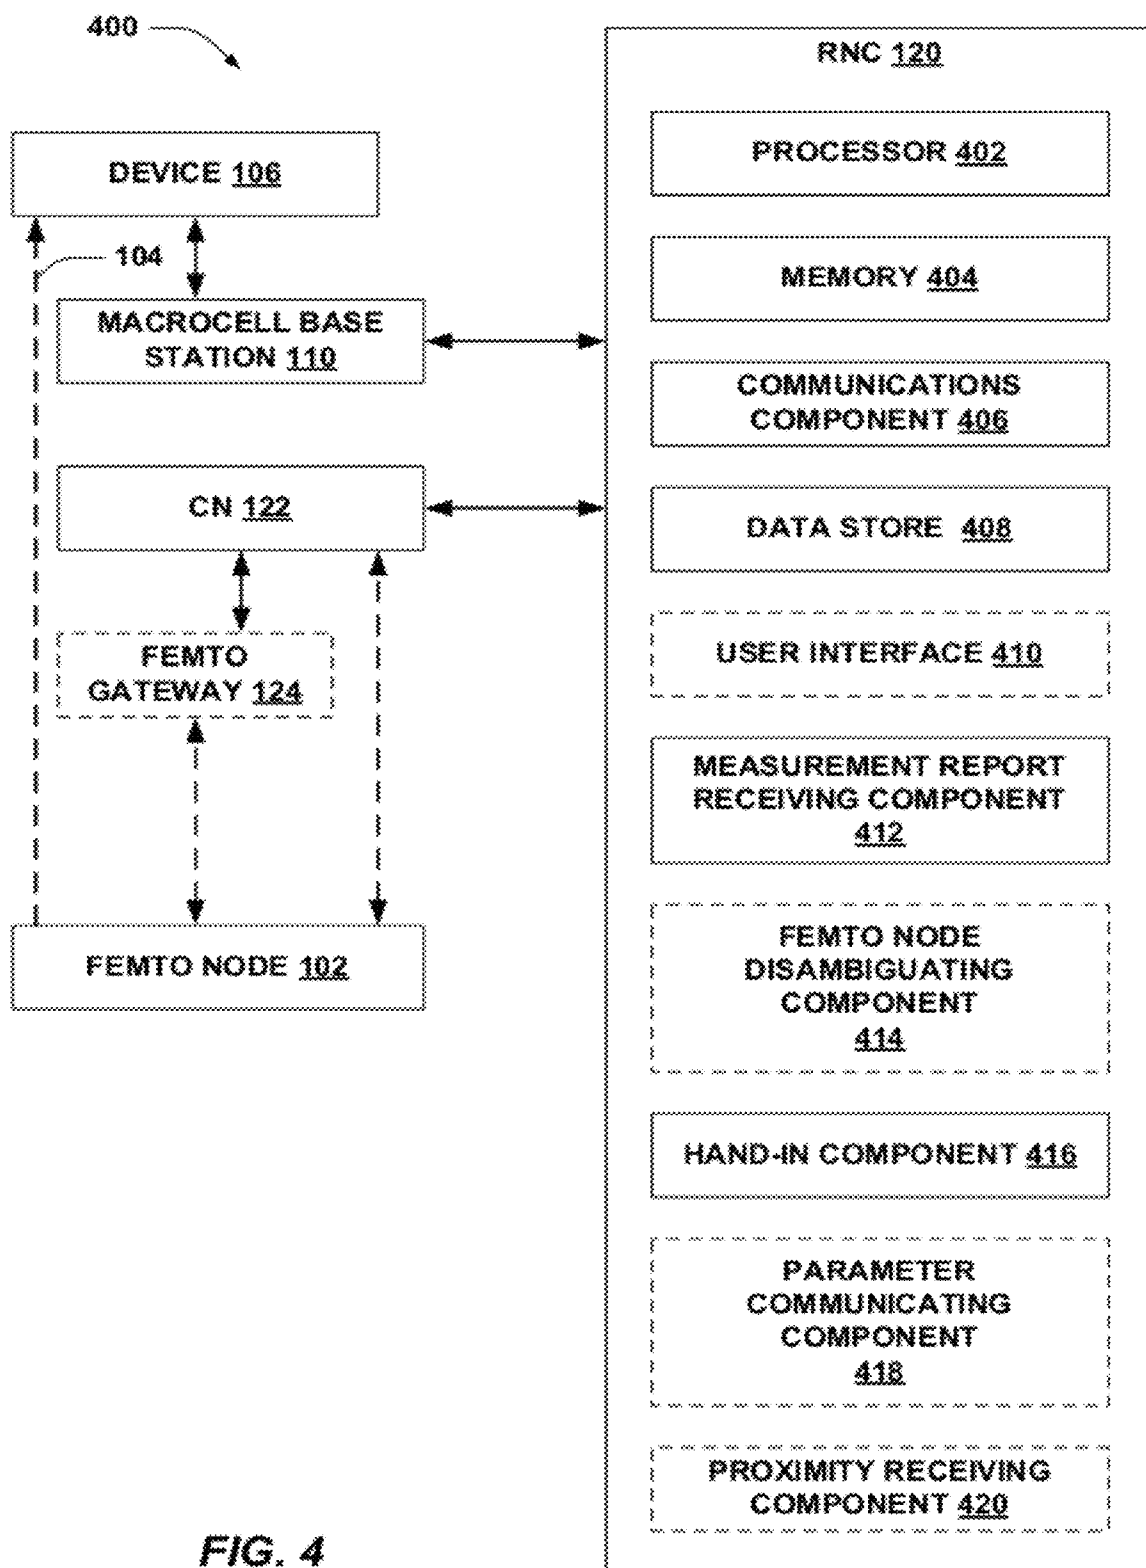 400
DEVICE 106
104
MACROCELL BASE
STATION 110
CN 122
FEMTO
GATEWAY 124
FEMTO NODE 102
RNC 120
PROCESSOR 402
MEMORY 404
COMMUNICATIONS
COMPONENT 406
DATA STORE 408
USER INTERFACE 410
MEASUREMENT REPORT
RECEIVING COMPONENT
412
FEMTO NODE
DISAMBIGUATING
COMPONENT
414
HAND-IN COMPONENT 416
PARAMETER
COMMUNICATING
COMPONENT
418
PROXIMITY RECEIVING
COMPONENT 420
FIG. 4